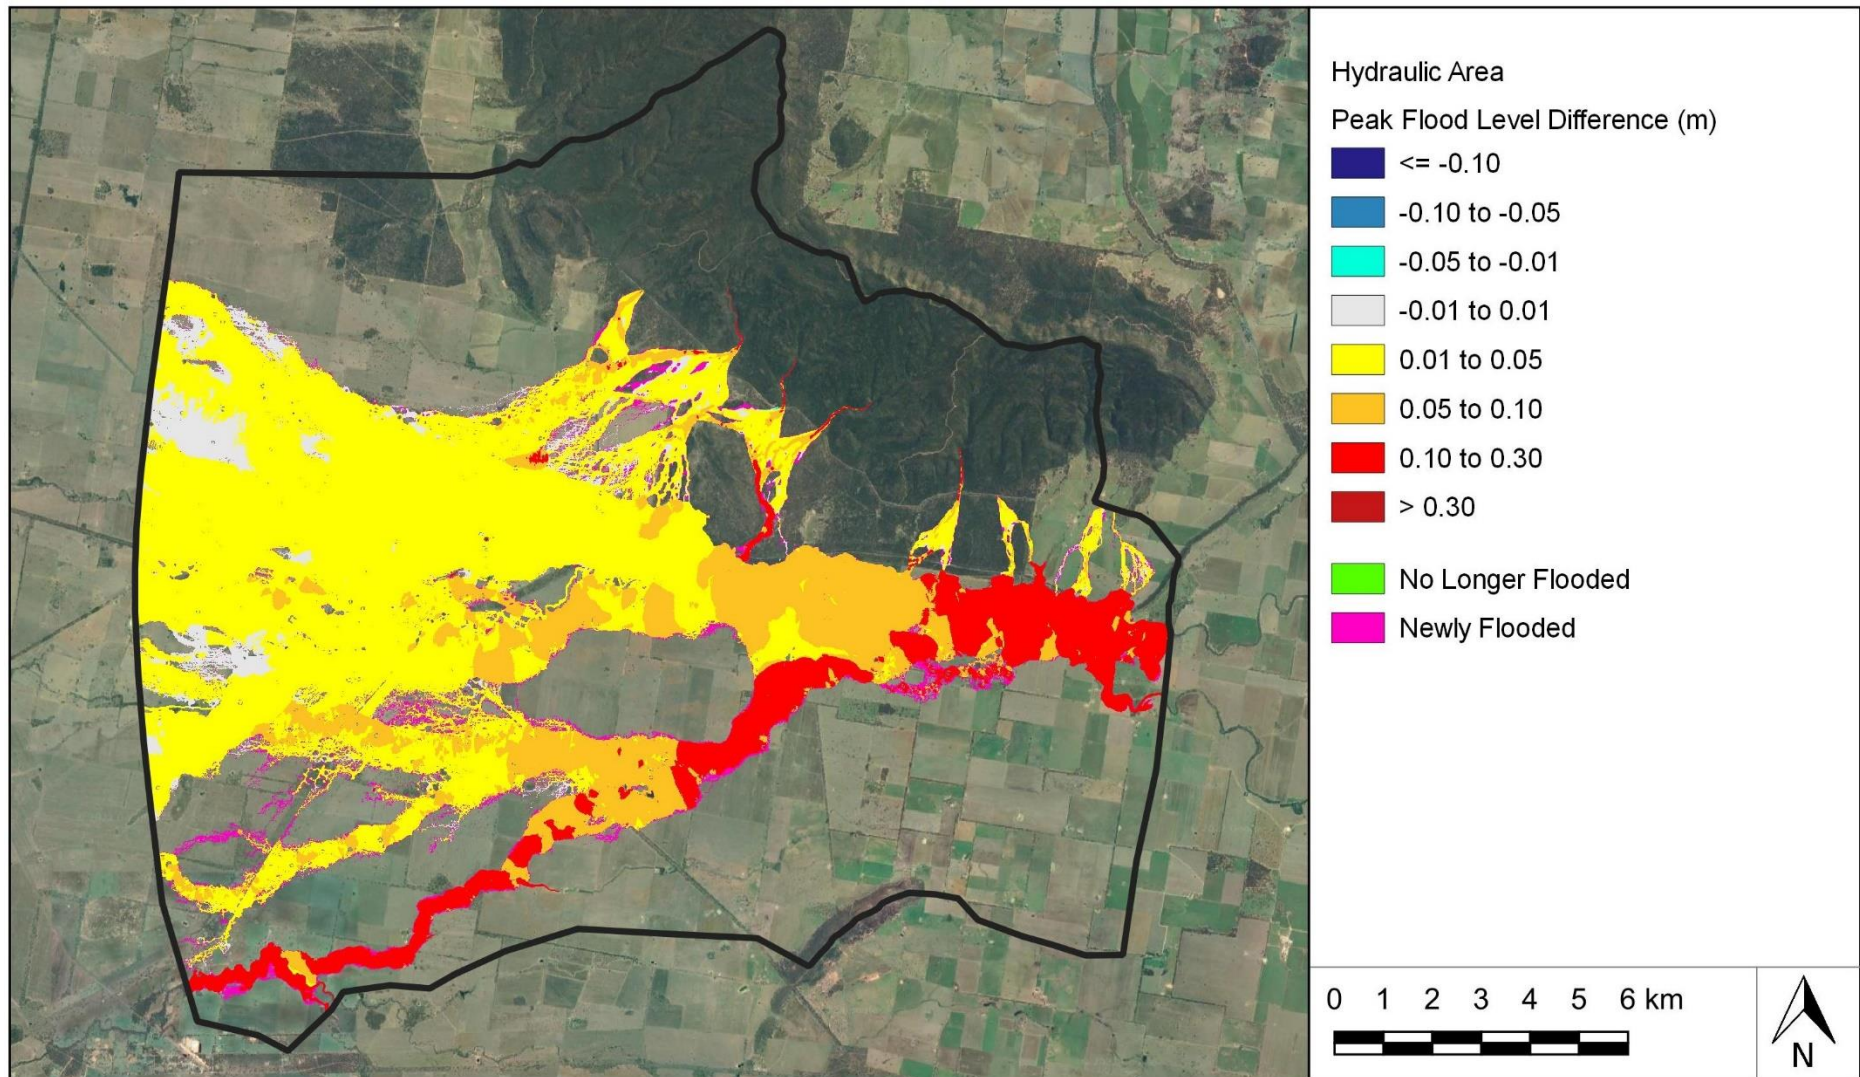 Hydraulic Area
Peak Flood Level Difference (m)
<= -0.10
-0.10 to -0.05
-0.05 to -0.01
-0.01 to 0.01
0.01 to 0.05
0.05 to 0.10
0.10 to 0.30
> 0.30
No Longer Flooded
Newly Flooded
0 1 2 3 4 5 6 km
N